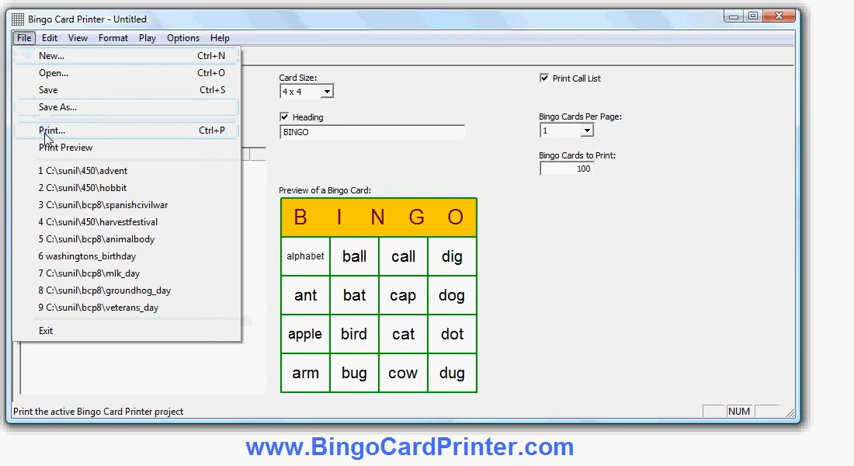 Bingo Card Printer - Untitled
File Edit View Format Play Options Help
New... Ctrl+N
Open... Ctrl+O
Save Ctrl+S
Save As...
Print... Ctrl+P
Print Preview
1 C:\sunil\450\advent
2 C:\sunil\450\hobbit
3 C:\sunil\bcp8\spanishcivilwar
4 C:\sunil\450\harvestfestival
5 C:\sunil\bcp8\animalbody
6 washingtons_birthday
7 C:\sunil\bcp8\mlk_day
8 C:\sunil\bcp8\groundhog_day
9 C:\sunil\bcp8\veterans_day
Exit
Card Size:
4 x 4
Heading
BINGO
Print Call List
Bingo Cards Per Page:
1
Bingo Cards to Print:
100
Preview of a Bingo Card:
B I N G O
alphabet ball call dig
ant bat cap dog
apple bird cat dot
arm bug cow dug
Print the active Bingo Card Printer project
NUM
www.BingoCardPrinter.com